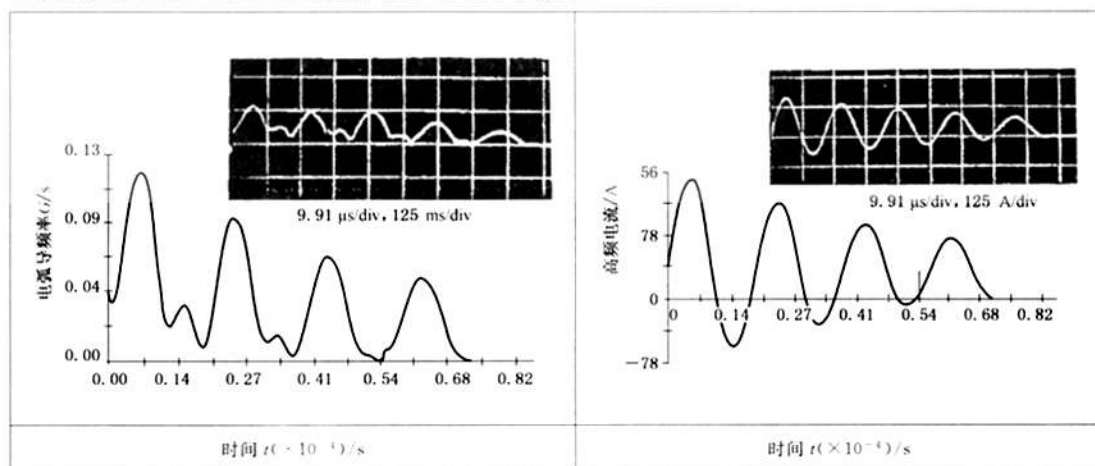 9.91 μs/div, 125 ms/div
电弧导频率G/s
0.13
0.09
0.04
0.00
0.00 0.14 0.27 0.41 0.54 0.68 0.82
时间 t( 10 )/s
9.91 μs/div, 125 A/div
高频电流/A
56
78
0
-78
0 0.14 0.27 0.41 0.54 0.68 0.82
时间 t(×10⁻⁴)/s